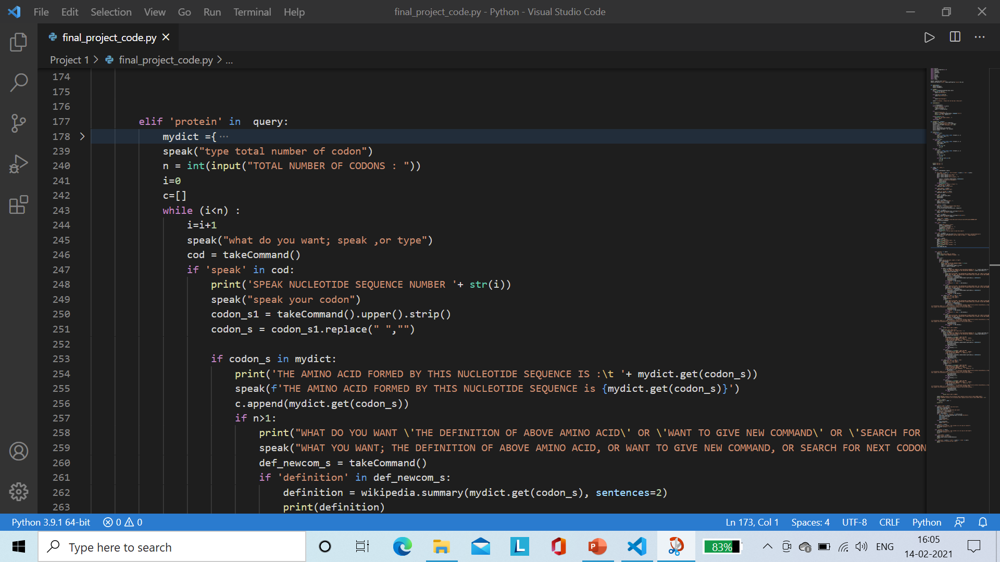 File Edit Selection View Go Run Terminal Help final_project_code.py - Python - Visual Studio Code
final_project_code.py
Project 1 > final_project_code.py > ...
174
175
176
177 elif 'protein' in  query:
178 mydict ={ ...
239 speak("type total number of codon")
240 n = int(input("TOTAL NUMBER OF CODONS : "))
241 i=0
242 c=[]
243 while (i<n) :
244 i=i+1
245 speak("what do you want; speak ,or type")
246 cod = takeCommand()
247 if 'speak' in cod:
248 print('SPEAK NUCLEOTIDE SEQUENCE NUMBER '+ str(i))
249 speak("speak your codon")
250 codon_s1 = takeCommand().upper().strip()
251 codon_s = codon_s1.replace(" ","")
252
253 if codon_s in mydict:
254 print('THE AMINO ACID FORMED BY THIS NUCLEOTIDE SEQUENCE IS :\t '+ mydict.get(codon_s))
255 speak(f'THE AMINO ACID FORMED BY THIS NUCLEOTIDE SEQUENCE is {mydict.get(codon_s)}')
256 c.append(mydict.get(codon_s))
257 if n>1:
258 print("WHAT DO YOU WANT \'THE DEFINITION OF ABOVE AMINO ACID\' OR \'WANT TO GIVE NEW COMMAND\' OR \'SEARCH FOR
259 speak("WHAT YOU WANT; THE DEFINITION OF ABOVE AMINO ACID, OR WANT TO GIVE NEW COMMAND, OR SEARCH FOR NEXT CODON
260 def_newcom_s = takeCommand()
261 if 'definition' in def_newcom_s:
262 definition = wikipedia.summary(mydict.get(codon_s), sentences=2)
263 print(definition)
Python 3.9.1 64-bit 0 0 Ln 173, Col 1 Spaces: 4 UTF-8 CRLF Python
Type here to search 83% ENG 16:05
14-02-2021